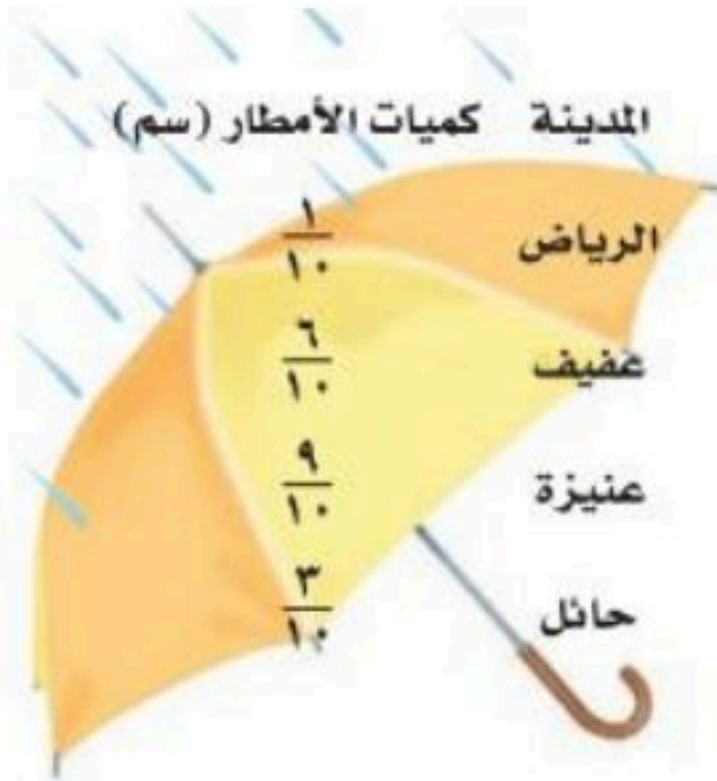 المدينة كميات الأمطار (سم)
الرياض ١/١٠
عفيف ٦/١٠
عنيزة ٩/١٠
حائل ٣/١٠